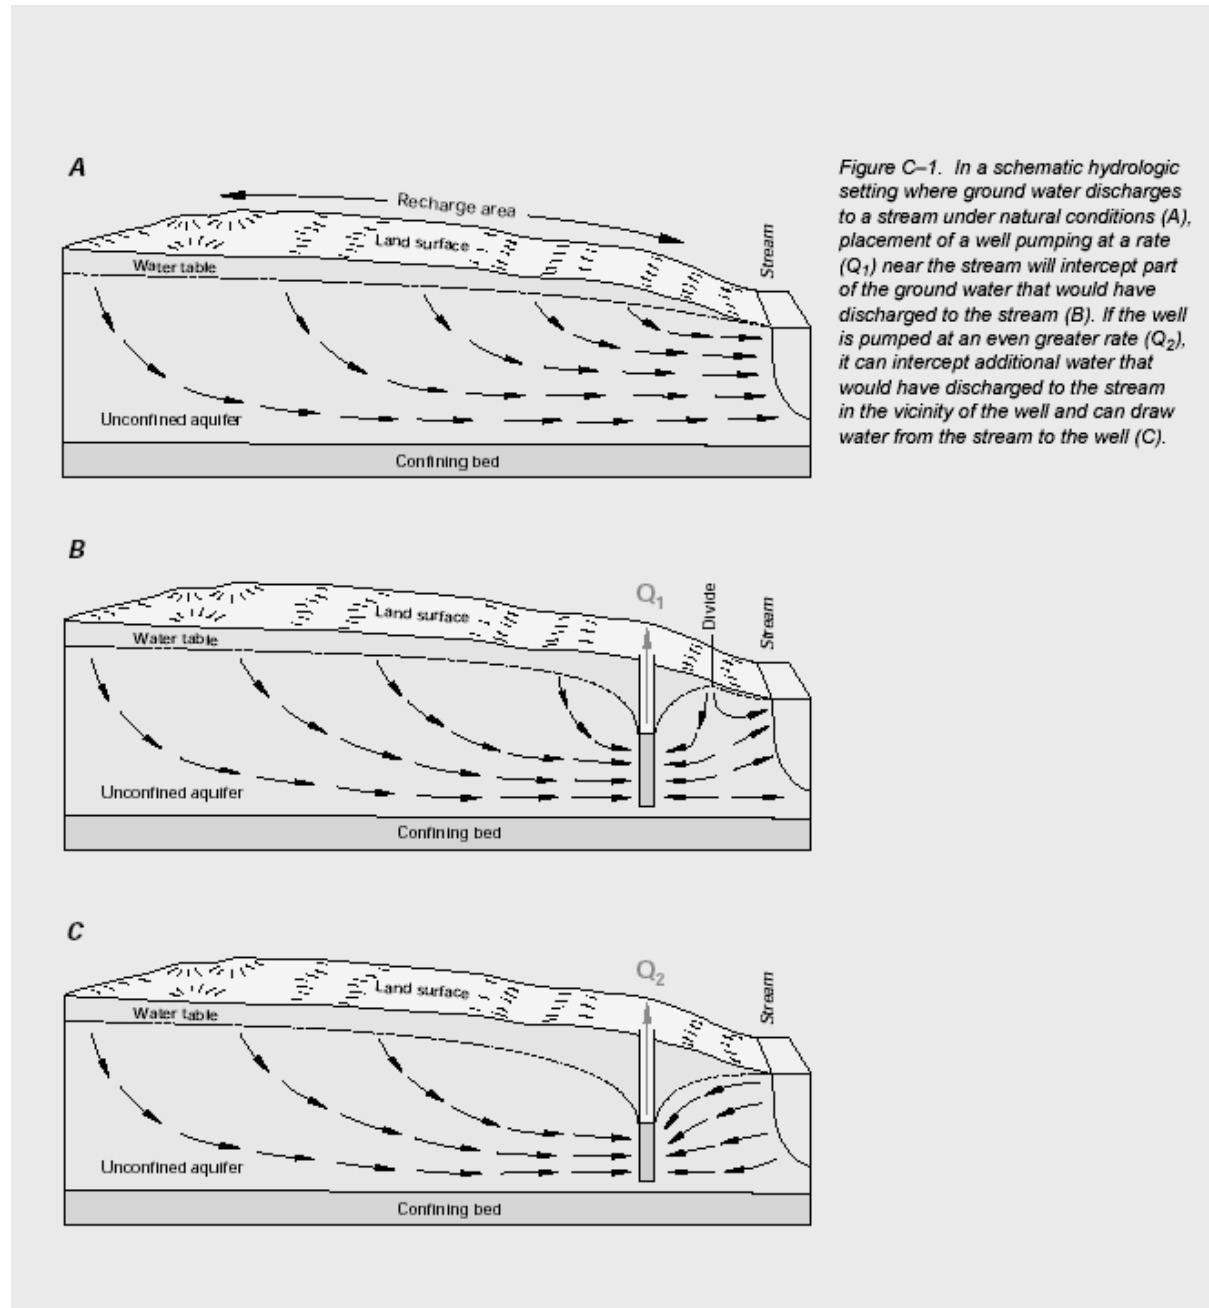 A
Recharge area
Land surface
Water table
Stream
Unconfined aquifer
Confining bed
Figure C–1. In a schematic hydrologic
setting where ground water discharges
to a stream under natural conditions (A),
placement of a well pumping at a rate
(Q1) near the stream will intercept part
of the ground water that would have
discharged to the stream (B). If the well
is pumped at an even greater rate (Q2),
it can intercept additional water that
would have discharged to the stream
in the vicinity of the well and can draw
water from the stream to the well (C).
B
Q1
Divide
Stream
Land surface
Water table
Unconfined aquifer
Confining bed
C
Q2
Stream
Land surface
Water table
Unconfined aquifer
Confining bed